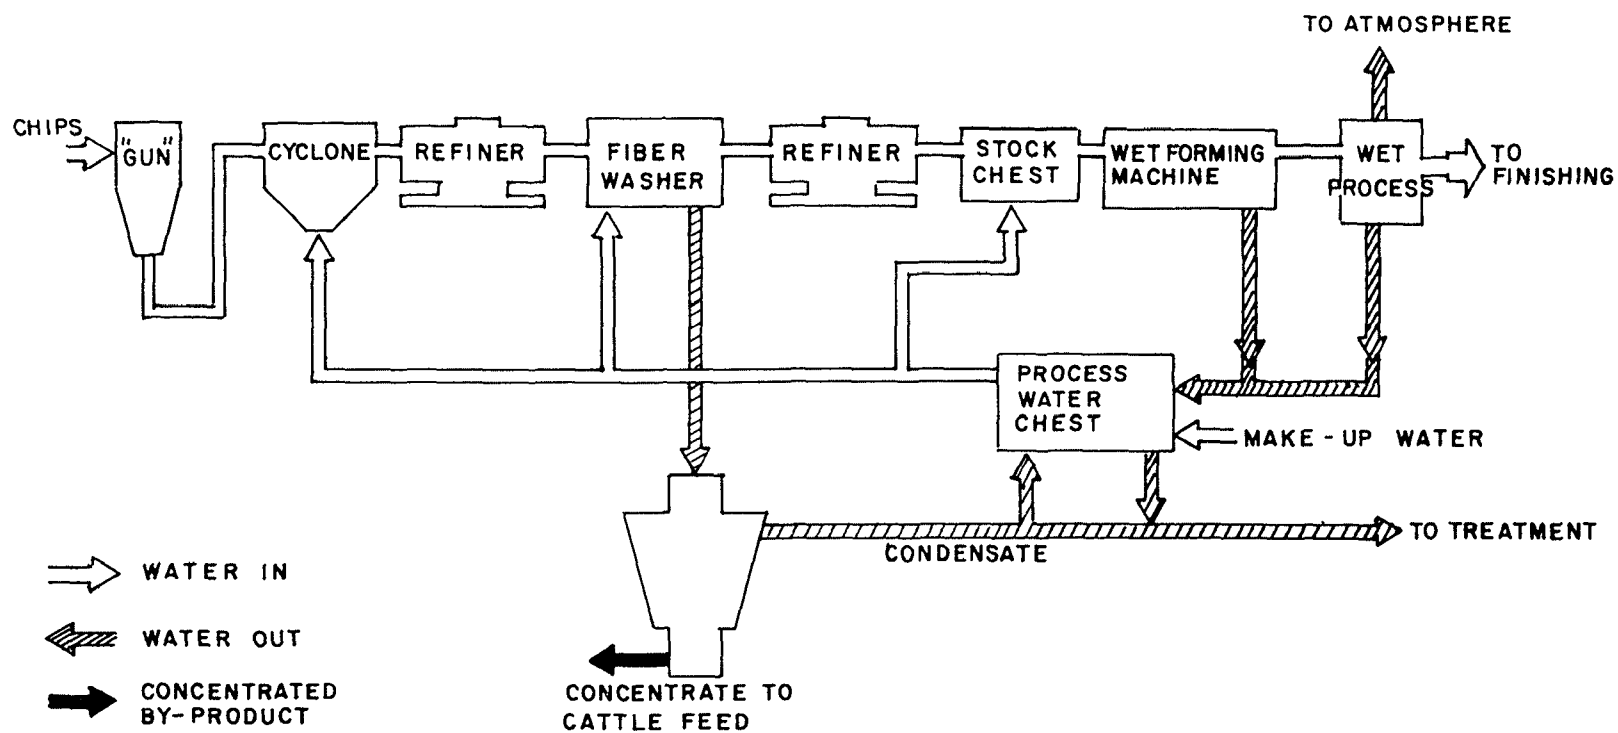 TO ATMOSPHERE
CHIPS
"GUN"
CYCLONE
REFINER
FIBER
WASHER
REFINER
STOCK
CHEST
WET FORMING
MACHINE
WET
PROCESS
TO
FINISHING
PROCESS
WATER
CHEST
MAKE-UP WATER
CONDENSATE
TO TREATMENT
WATER IN
WATER OUT
CONCENTRATED
BY-PRODUCT
CONCENTRATE TO
CATTLE FEED